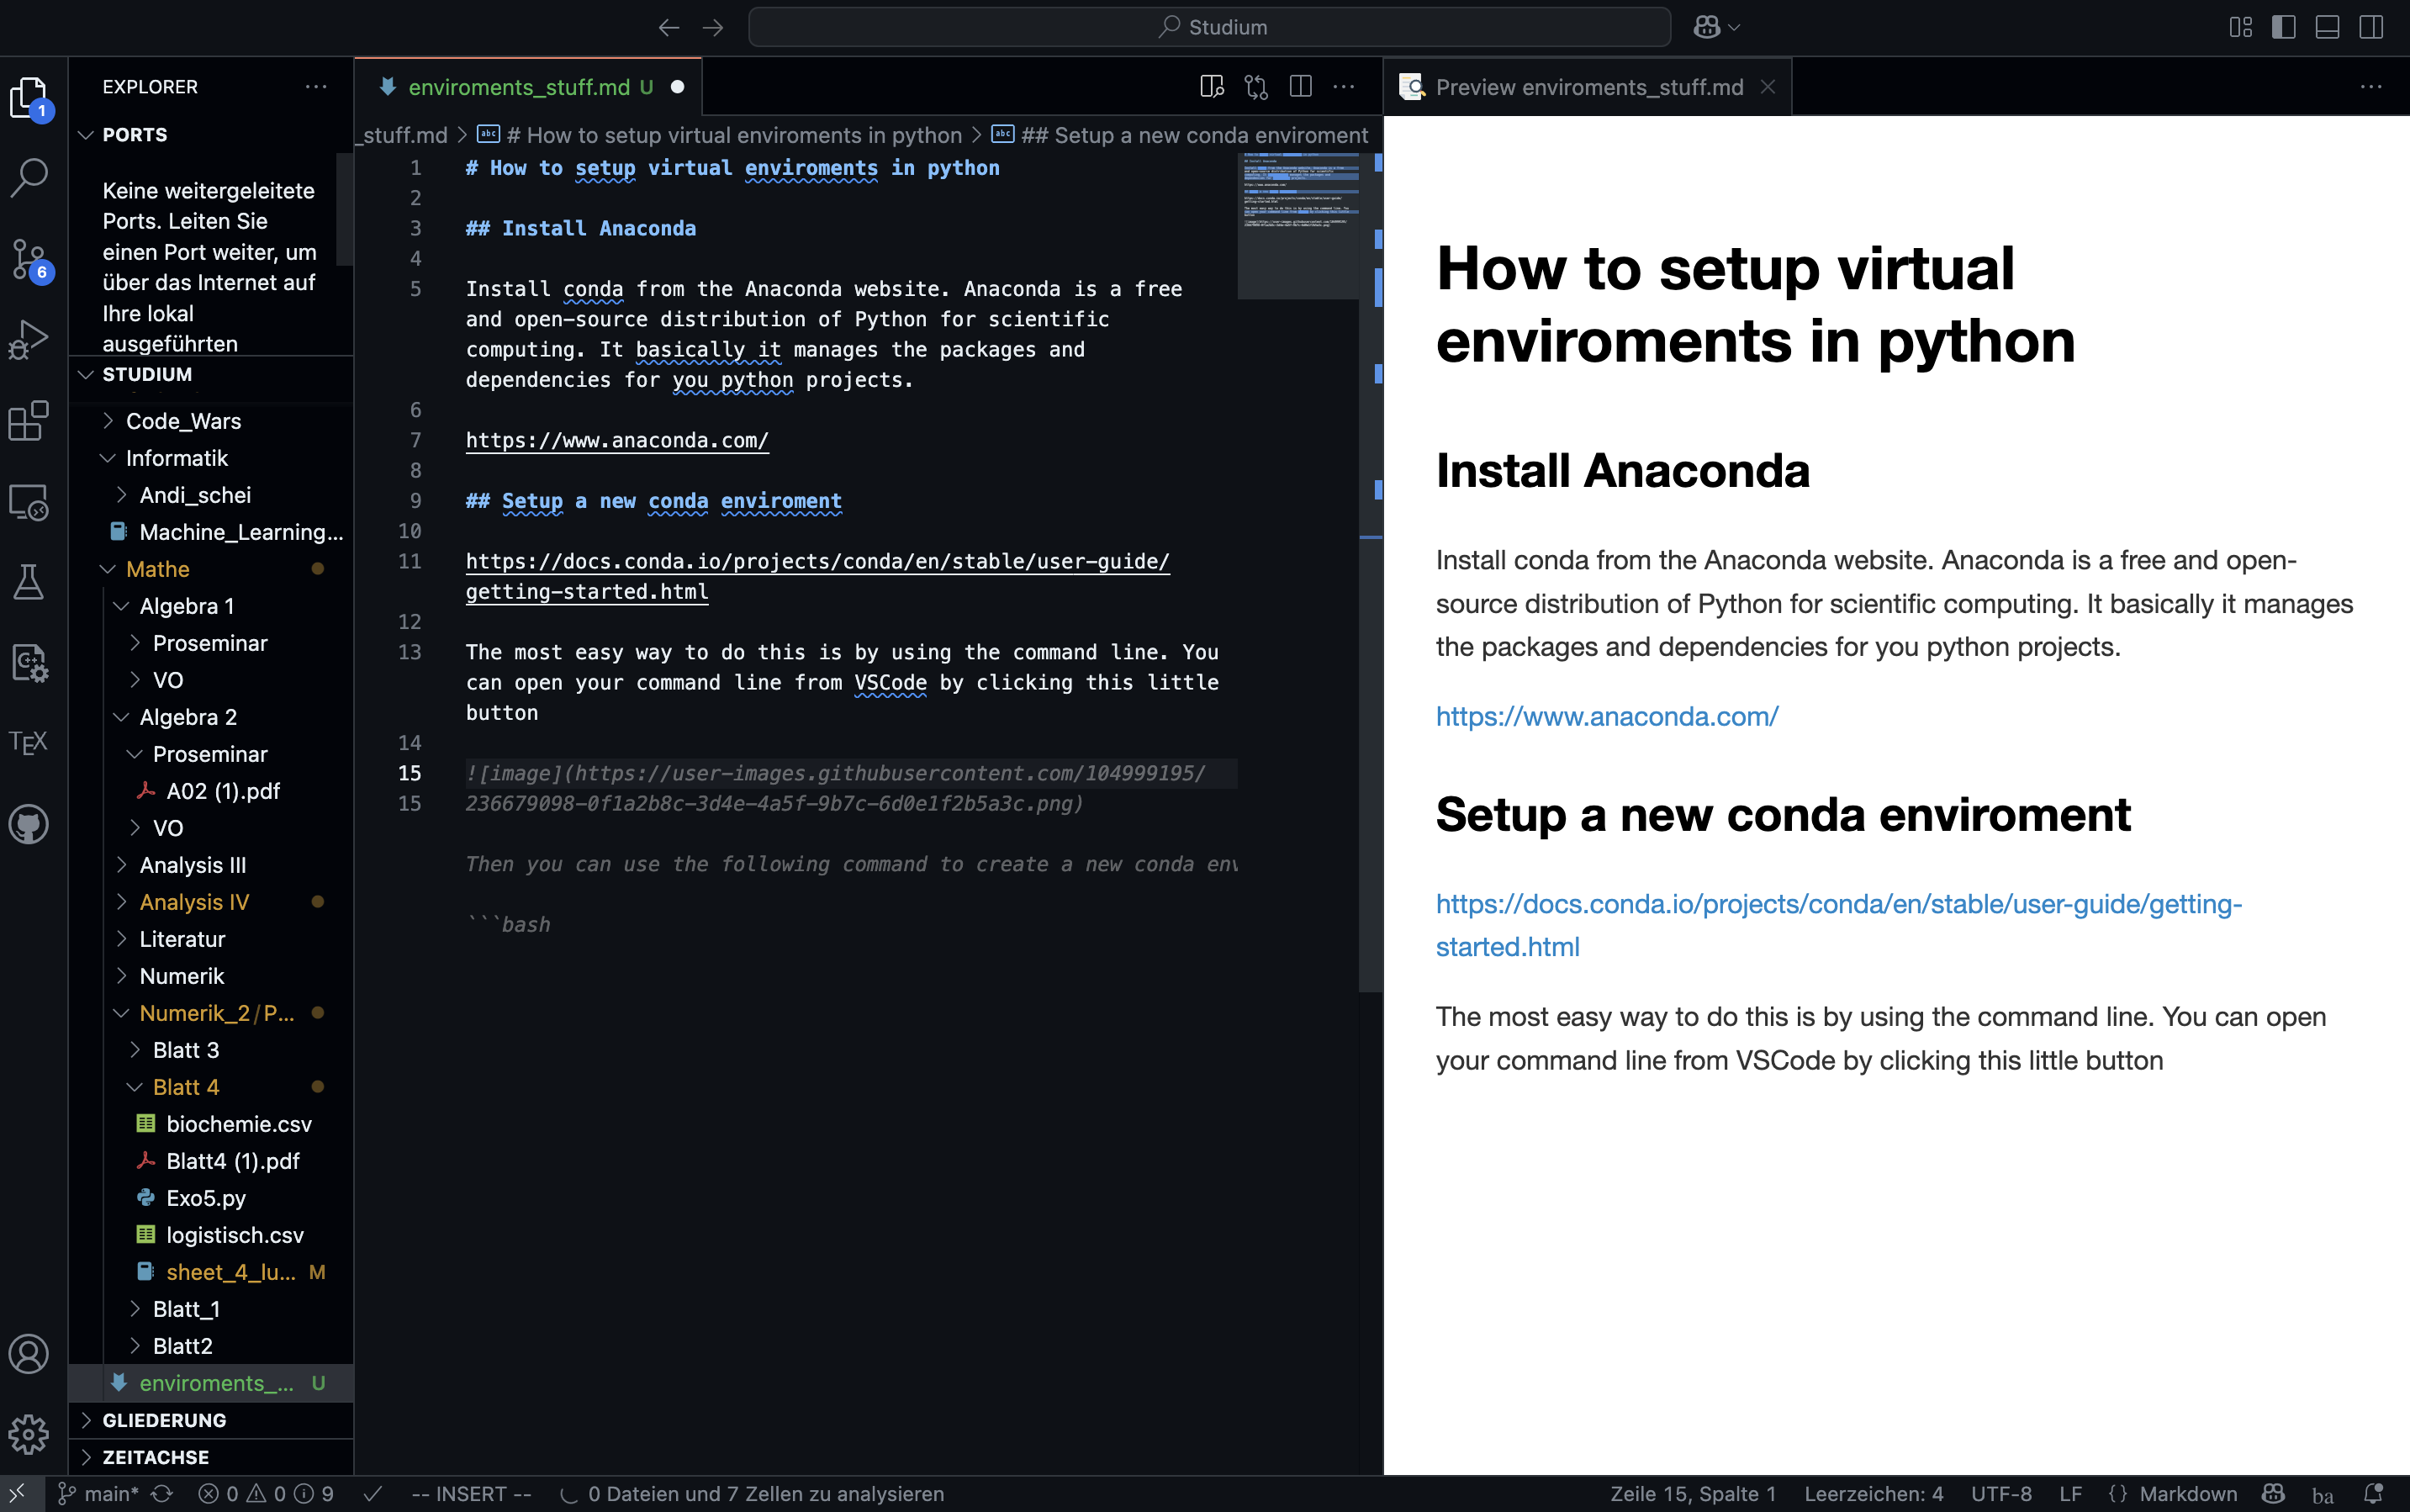 Studium
EXPLORER
1
PORTS
Keine weitergeleitete
Ports. Leiten Sie
einen Port weiter, um
über das Internet auf
Ihre lokal
ausgeführten
6
STUDIUM
Code_Wars
Informatik
Andi_schei
Machine_Learning...
Mathe
Algebra 1
Proseminar
VO
Algebra 2
Proseminar
A02 (1).pdf
VO
Analysis III
Analysis IV
Literatur
Numerik
Numerik_2/P...
Blatt 3
Blatt 4
biochemie.csv
Blatt4 (1).pdf
Exo5.py
logistisch.csv
sheet_4_lu... M
Blatt_1
Blatt2
enviroments_... U
GLIEDERUNG
ZEITACHSE
TEX
enviroments_stuff.md U
_stuff.md > # How to setup virtual enviroments in python > ## Setup a new conda enviroment
1 # How to setup virtual enviroments in python
2
3 ## Install Anaconda
4
5 Install conda from the Anaconda website. Anaconda is a free
and open-source distribution of Python for scientific
computing. It basically it manages the packages and
dependencies for you python projects.
6
7 https://www.anaconda.com/
8
9 ## Setup a new conda enviroment
10
11 https://docs.conda.io/projects/conda/en/stable/user-guide/
getting-started.html
12
13 The most easy way to do this is by using the command line. You
can open your command line from VSCode by clicking this little
button
14
15 ![image](https://user-images.githubusercontent.com/104999195/
15 236679098-0f1a2b8c-3d4e-4a5f-9b7c-6d0e1f2b5a3c.png)
Then you can use the following command to create a new conda env
```bash
Preview enviroments_stuff.md
How to setup virtual
enviroments in python
Install Anaconda
Install conda from the Anaconda website. Anaconda is a free and open-
source distribution of Python for scientific computing. It basically it manages
the packages and dependencies for you python projects.
https://www.anaconda.com/
Setup a new conda enviroment
https://docs.conda.io/projects/conda/en/stable/user-guide/getting-
started.html
The most easy way to do this is by using the command line. You can open
your command line from VSCode by clicking this little button
main* 0 0 9 -- INSERT -- 0 Dateien und 7 Zellen zu analysieren
Zeile 15, Spalte 1 Leerzeichen: 4 UTF-8 LF {} Markdown ba